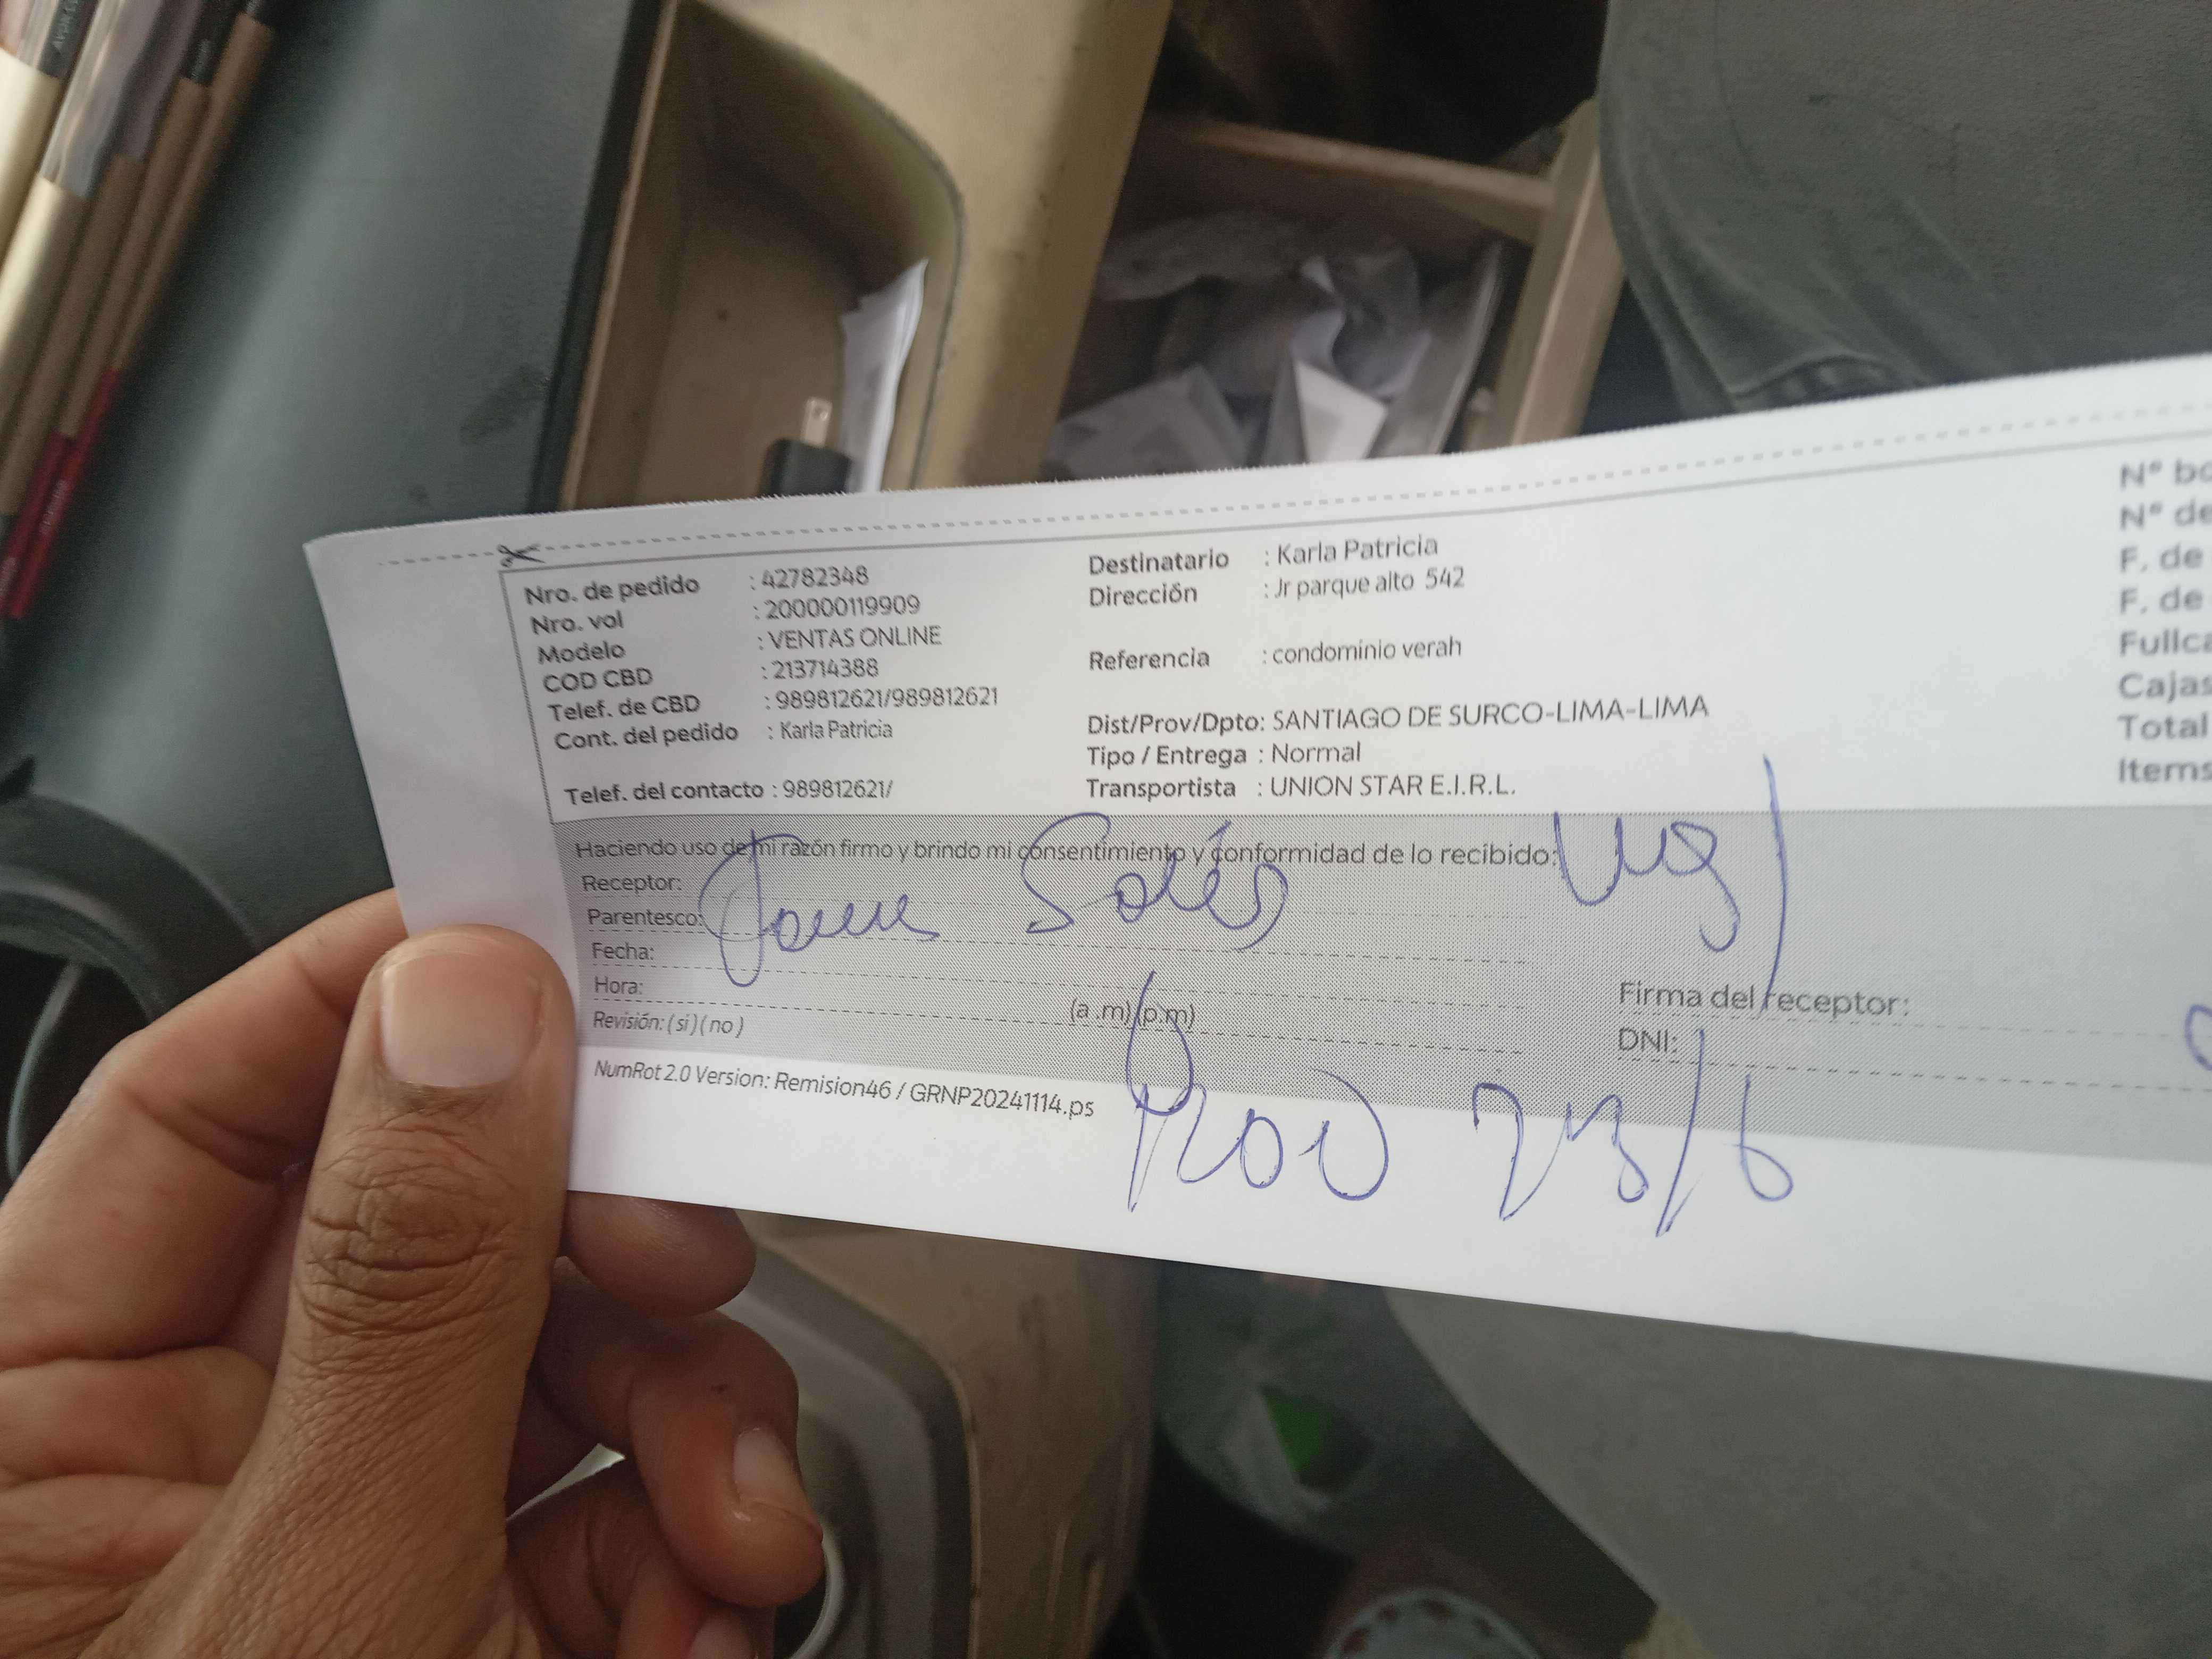 Nro. de pedido : 42782348
Nro. vol : 200000119909
Modelo : VENTAS ONLINE
COD CBD : 213714388
Telef. de CBD : 989812621/989812621
Cont. del pedido : Karla Patricia
Telef. del contacto : 989812621/
Destinatario : Karla Patricia
Dirección : Jr parque alto 542
Referencia : condominio verah
Dist/Prov/Dpto: SANTIAGO DE SURCO-LIMA-LIMA
Tipo / Entrega : Normal
Transportista : UNION STAR E.I.R.L.
N° bo
N° de
F. de
F. de
Fullca
Cajas
Total
Items
Haciendo uso de mi razón firmo y brindo mi consentimiento y conformidad de lo recibido:
Receptor:
Parentesco:
Fecha:
Hora: (a.m)(p.m)
Revisión: (si) (no)
Firma del receptor:
DNI:
NumRot 2.0 Version: Remision46 / GRNP20241114.ps
23/6